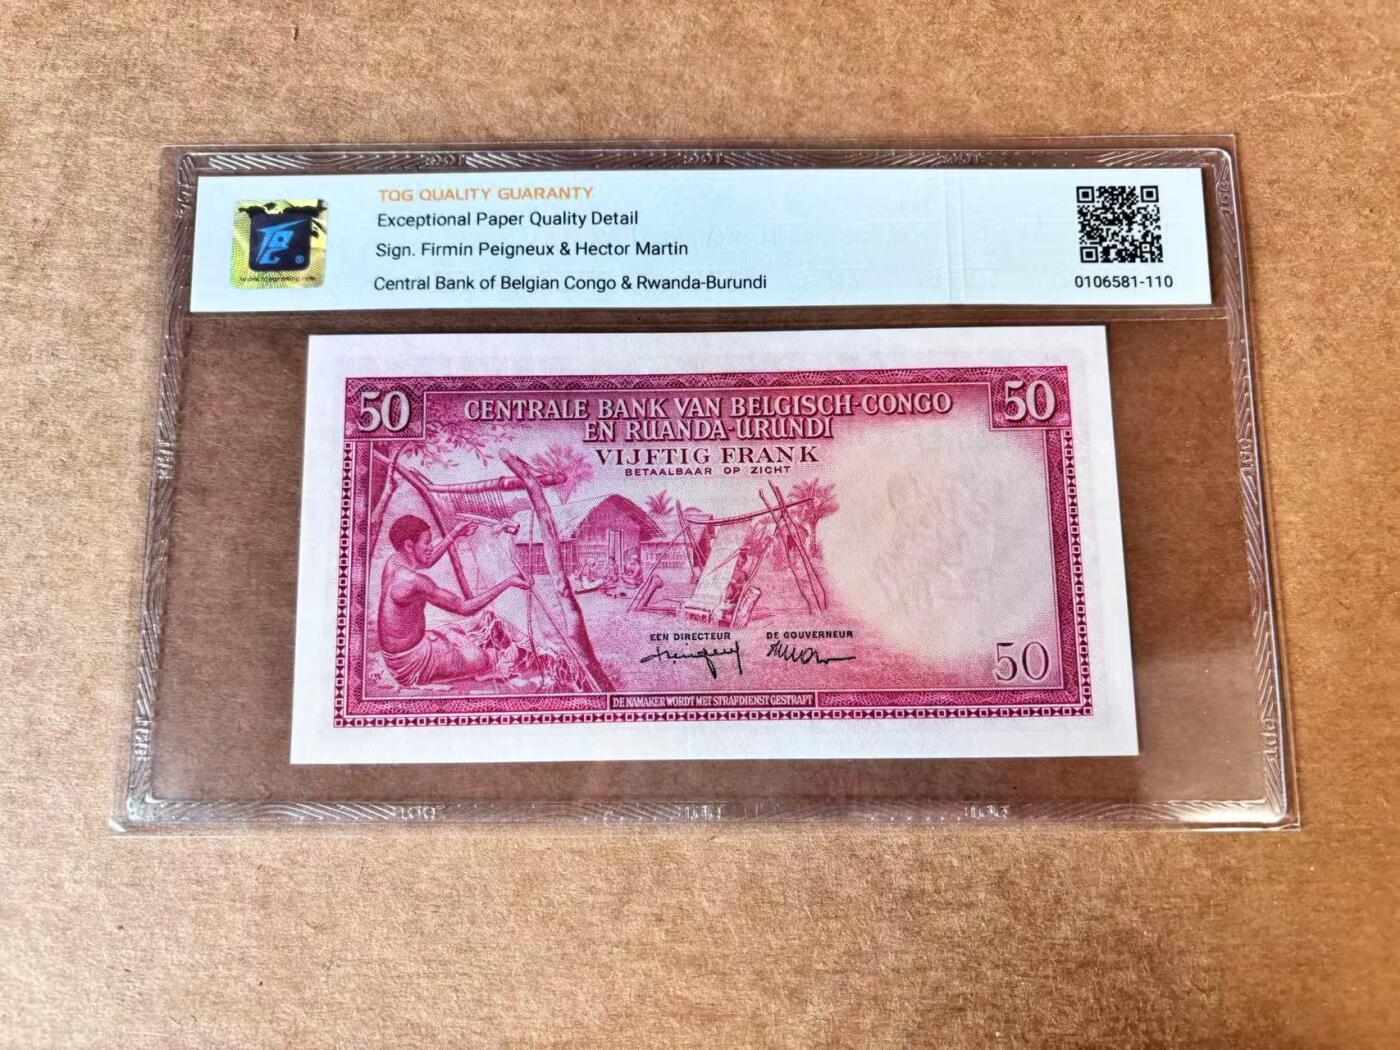 TQG QUALITY GUARANTY
Exceptional Paper Quality Detail
Sign. Firmin Peigneux & Hector Martin
Central Bank of Belgian Congo & Rwanda-Burundi
0106581-110
50
50
CENTRALE BANK VAN BELGISCH-CONGO
EN RUANDA-URUNDI
VIJFTIG FRANK
BETAALBAAR OP ZICHT
EEN DIRECTEUR
DE GOUVERNEUR
50
DE NAMAKER WORDT MET STRAFDIENST GESTRAFT